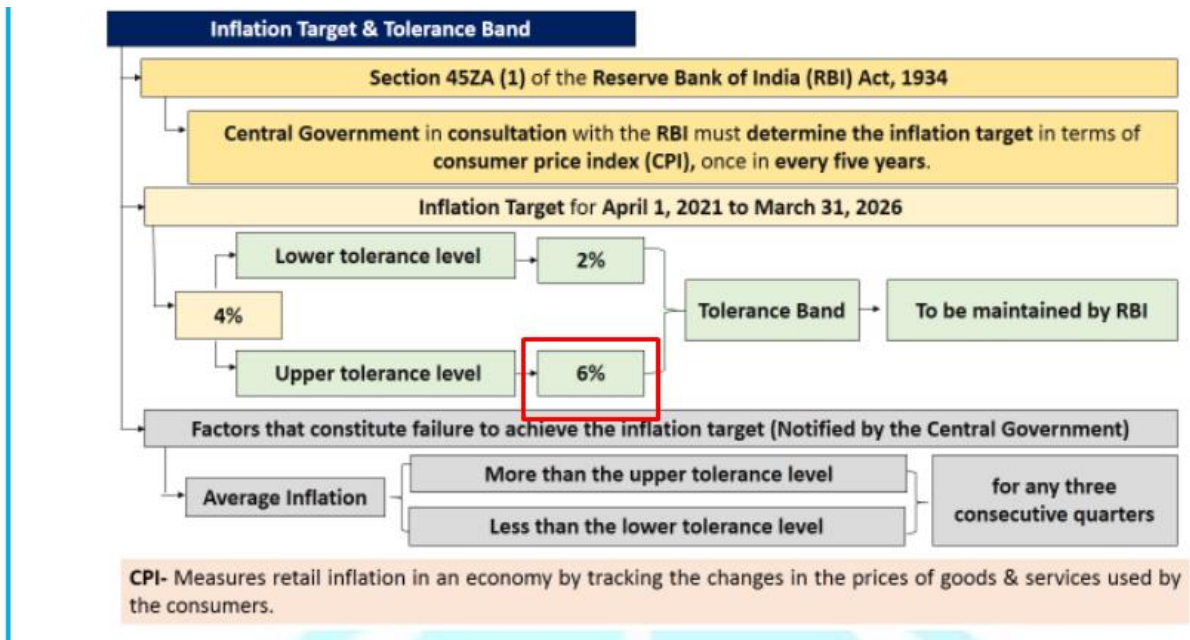 Inflation Target & Tolerance Band
Section 45ZA (1) of the Reserve Bank of India (RBI) Act, 1934
Central Government in consultation with the RBI must determine the inflation target in terms of
consumer price index (CPI), once in every five years.
Inflation Target for April 1, 2021 to March 31, 2026
Lower tolerance level
2%
4%
Tolerance Band
To be maintained by RBI
Upper tolerance level
6%
Factors that constitute failure to achieve the inflation target (Notified by the Central Government)
Average Inflation
More than the upper tolerance level
Less than the lower tolerance level
for any three
consecutive quarters
CPI- Measures retail inflation in an economy by tracking the changes in the prices of goods & services used by
the consumers.